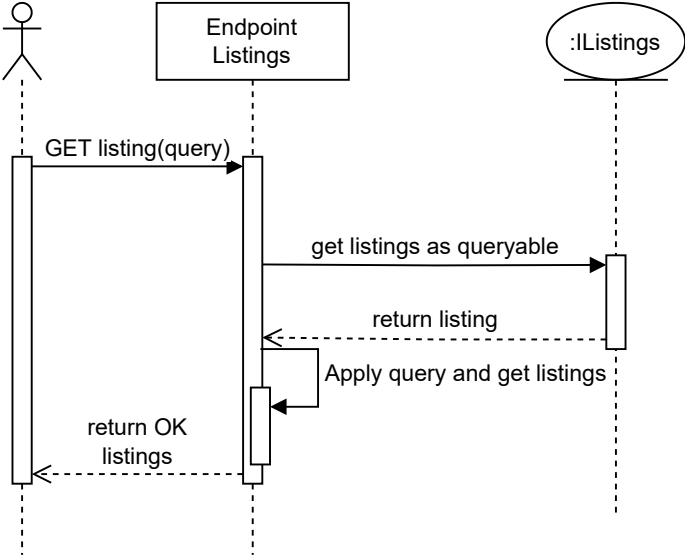 Endpoint
Listings
:IListings
GET listing(query)
get listings as queryable
return listing
Apply query and get listings
return OK
listings